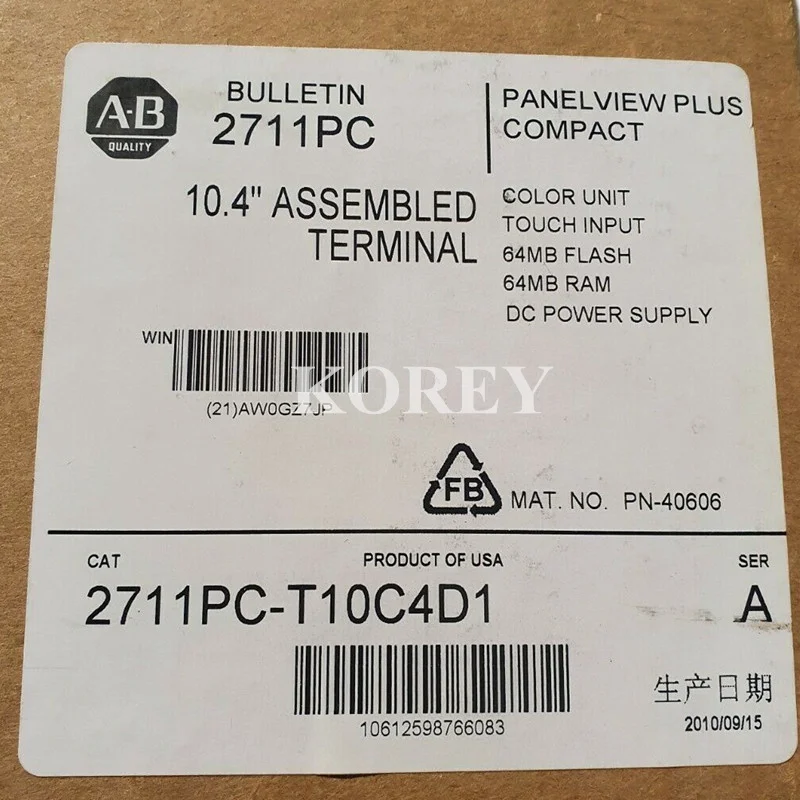 A-B
QUALITY
BULLETIN
2711PC
PANELVIEW PLUS
COMPACT
10.4" ASSEMBLED
TERMINAL
COLOR UNIT
TOUCH INPUT
64MB FLASH
64MB RAM
DC POWER SUPPLY
WIN
(21)AW0GZ7JP
KOREY
FB
MAT. NO. PN-40606
CAT
PRODUCT OF USA
SER
2711PC-T10C4D1
A
10612598766083
生产日期
2010/09/15